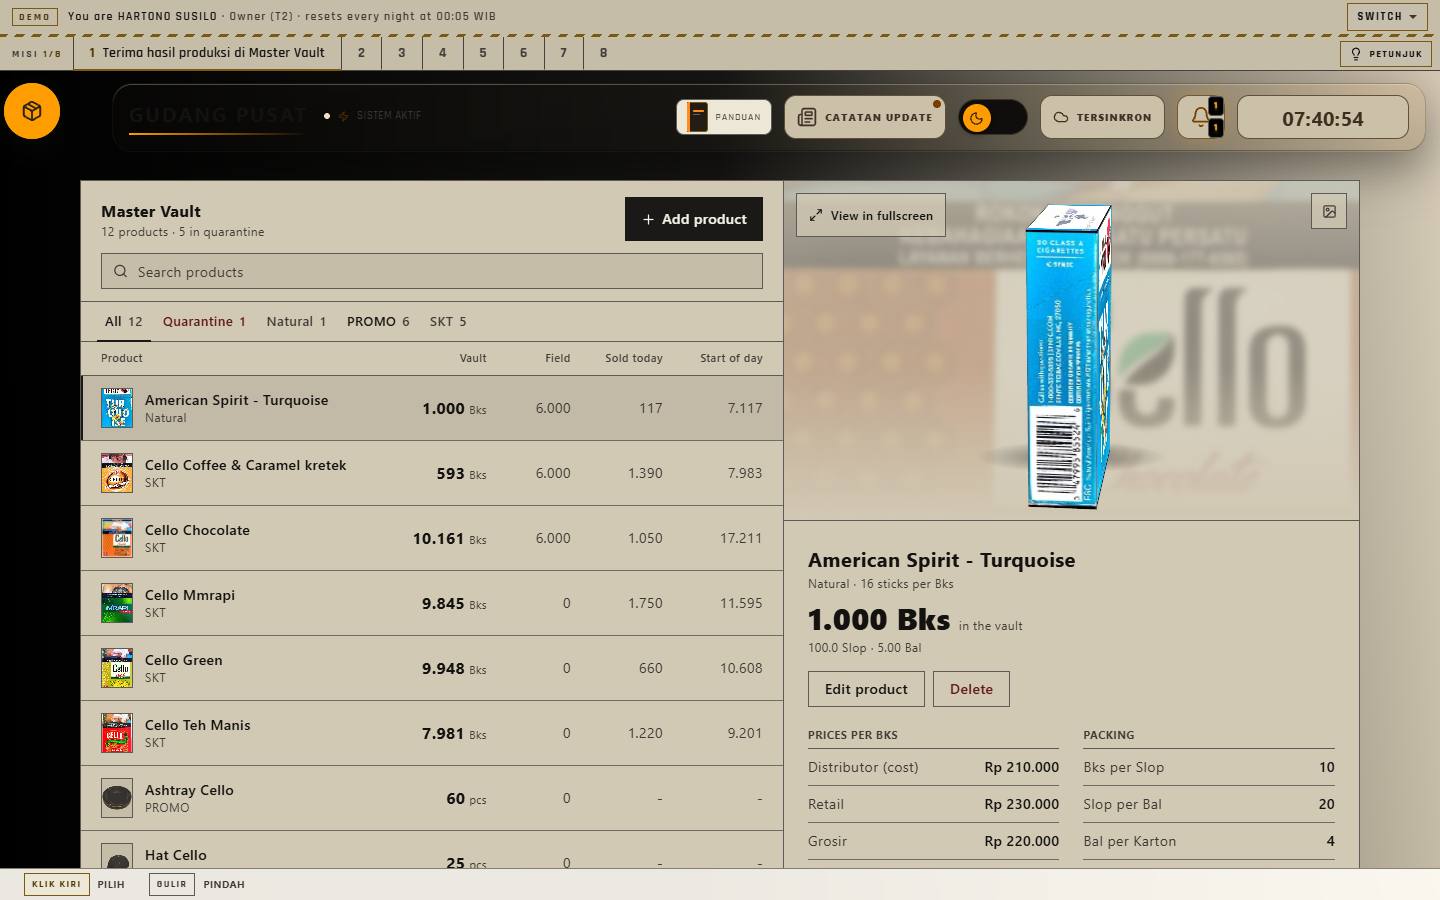 DEMO You are HARTONO SUSILO · Owner (T2) · resets every night at 00:05 WIB SWITCH
MISI 1/8 1 Terima hasil produksi di Master Vault 2 3 4 5 6 7 8 PETUNJUK
GUDANG PUSAT SISTEM AKTIF PANDUAN CATATAN UPDATE TERSINKRON 1 1 07:40:54
Master Vault
12 products · 5 in quarantine
+ Add product
Search products
All 12 Quarantine 1 Natural 1 PROMO 6 SKT 5
Product Vault Field Sold today Start of day
American Spirit - Turquoise 1.000 Bks 6.000 117 7.117
Natural
Cello Coffee & Caramel kretek 593 Bks 6.000 1.390 7.983
SKT
Cello Chocolate 10.161 Bks 6.000 1.050 17.211
SKT
Cello Mmrapi 9.845 Bks 0 1.750 11.595
SKT
Cello Green 9.948 Bks 0 660 10.608
SKT
Cello Teh Manis 7.981 Bks 0 1.220 9.201
SKT
Ashtray Cello 60 pcs 0 - -
PROMO
Hat Cello 25 pcs 0 - -
View in fullscreen
CIGARETTES
ello
American Spirit - Turquoise
Natural · 16 sticks per Bks
1.000 Bks in the vault
100.0 Slop · 5.00 Bal
Edit product Delete
PRICES PER BKS
Distributor (cost) Rp 210.000
Retail Rp 230.000
Grosir Rp 220.000
PACKING
Bks per Slop 10
Slop per Bal 20
Bal per Karton 4
KLIK KIRI PILIH GULIR PINDAH